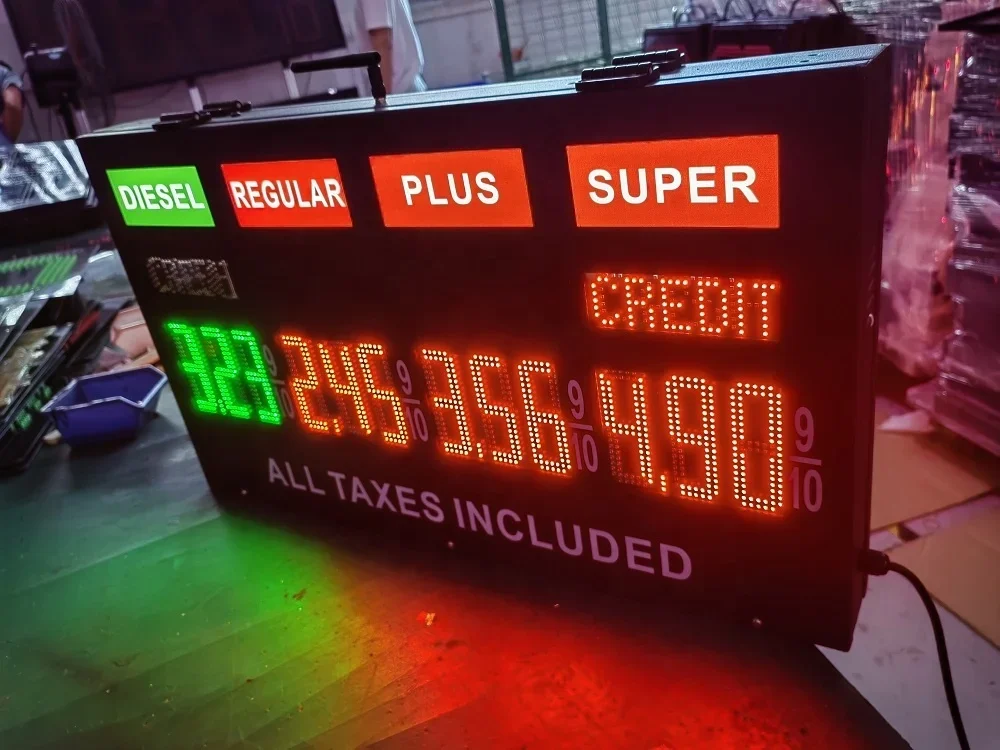 DIESEL REGULAR PLUS SUPER
CREDIT
3.23 9/10 2.45 9/10 3.56 9/10 4.90 9/10
ALL TAXES INCLUDED